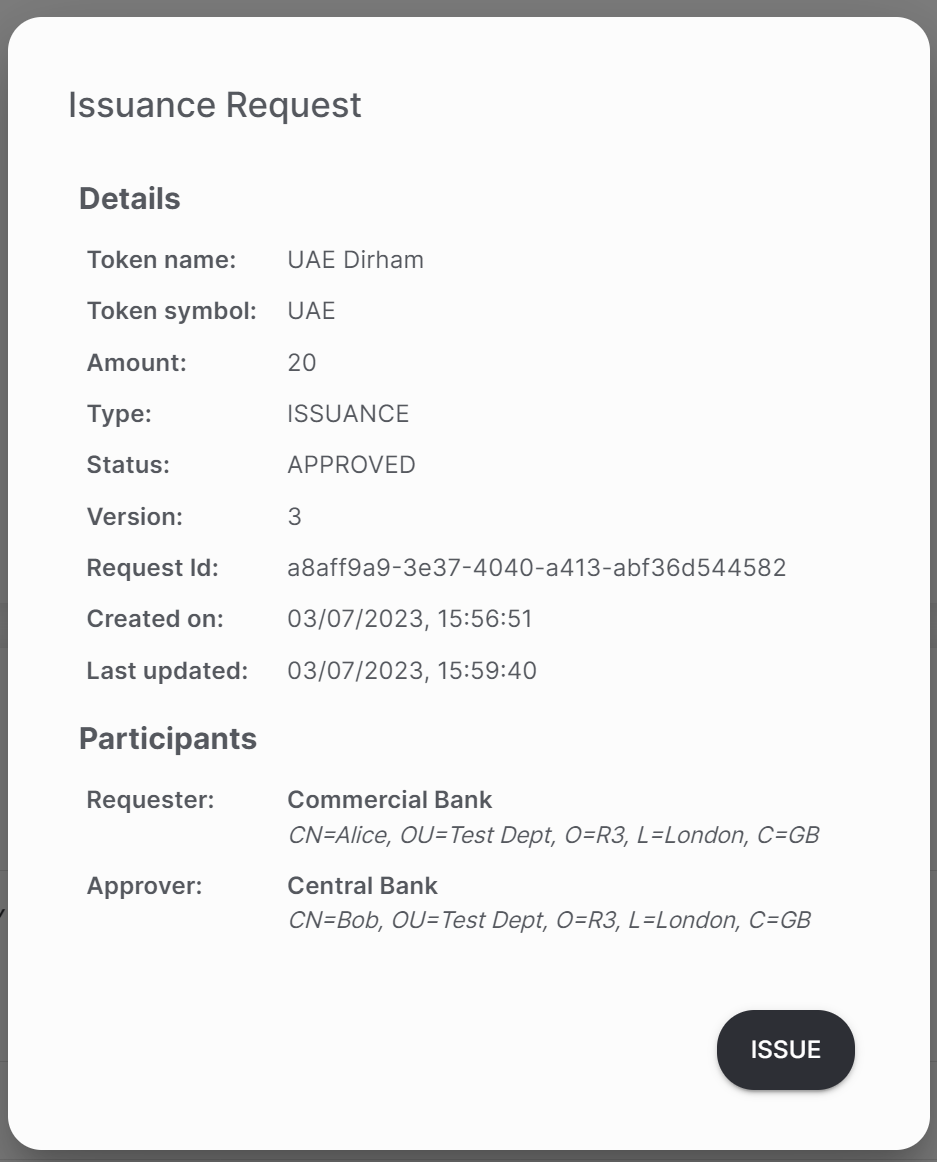 Issuance Request
Details
Token name: UAE Dirham
Token symbol: UAE
Amount: 20
Type: ISSUANCE
Status: APPROVED
Version: 3
Request Id: a8aff9a9-3e37-4040-a413-abf36d544582
Created on: 03/07/2023, 15:56:51
Last updated: 03/07/2023, 15:59:40
Participants
Requester: Commercial Bank
CN=Alice, OU=Test Dept, O=R3, L=London, C=GB
Approver: Central Bank
CN=Bob, OU=Test Dept, O=R3, L=London, C=GB
ISSUE